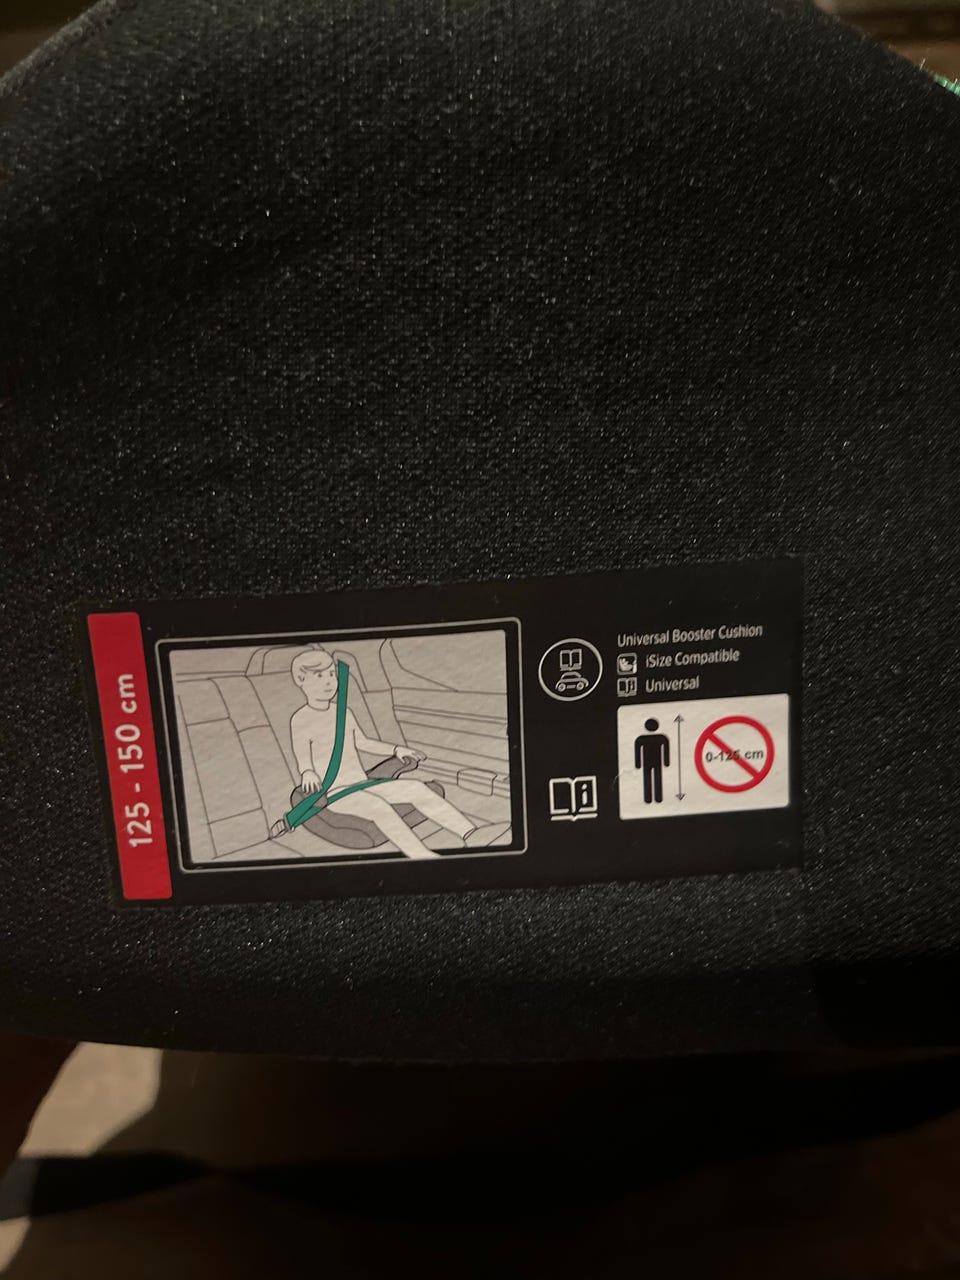 125 - 150 cm
Universal Booster Cushion
iSize Compatible
Universal
0-125 cm